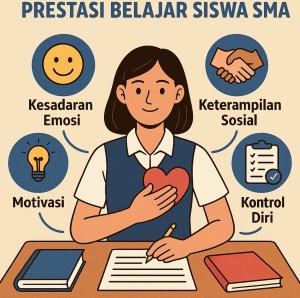 PRESTASI BELAJAR SISWA SMA
Kesadaran
Emosi
Keterampilan
Sosial
Motivasi
Kontrol
Diri